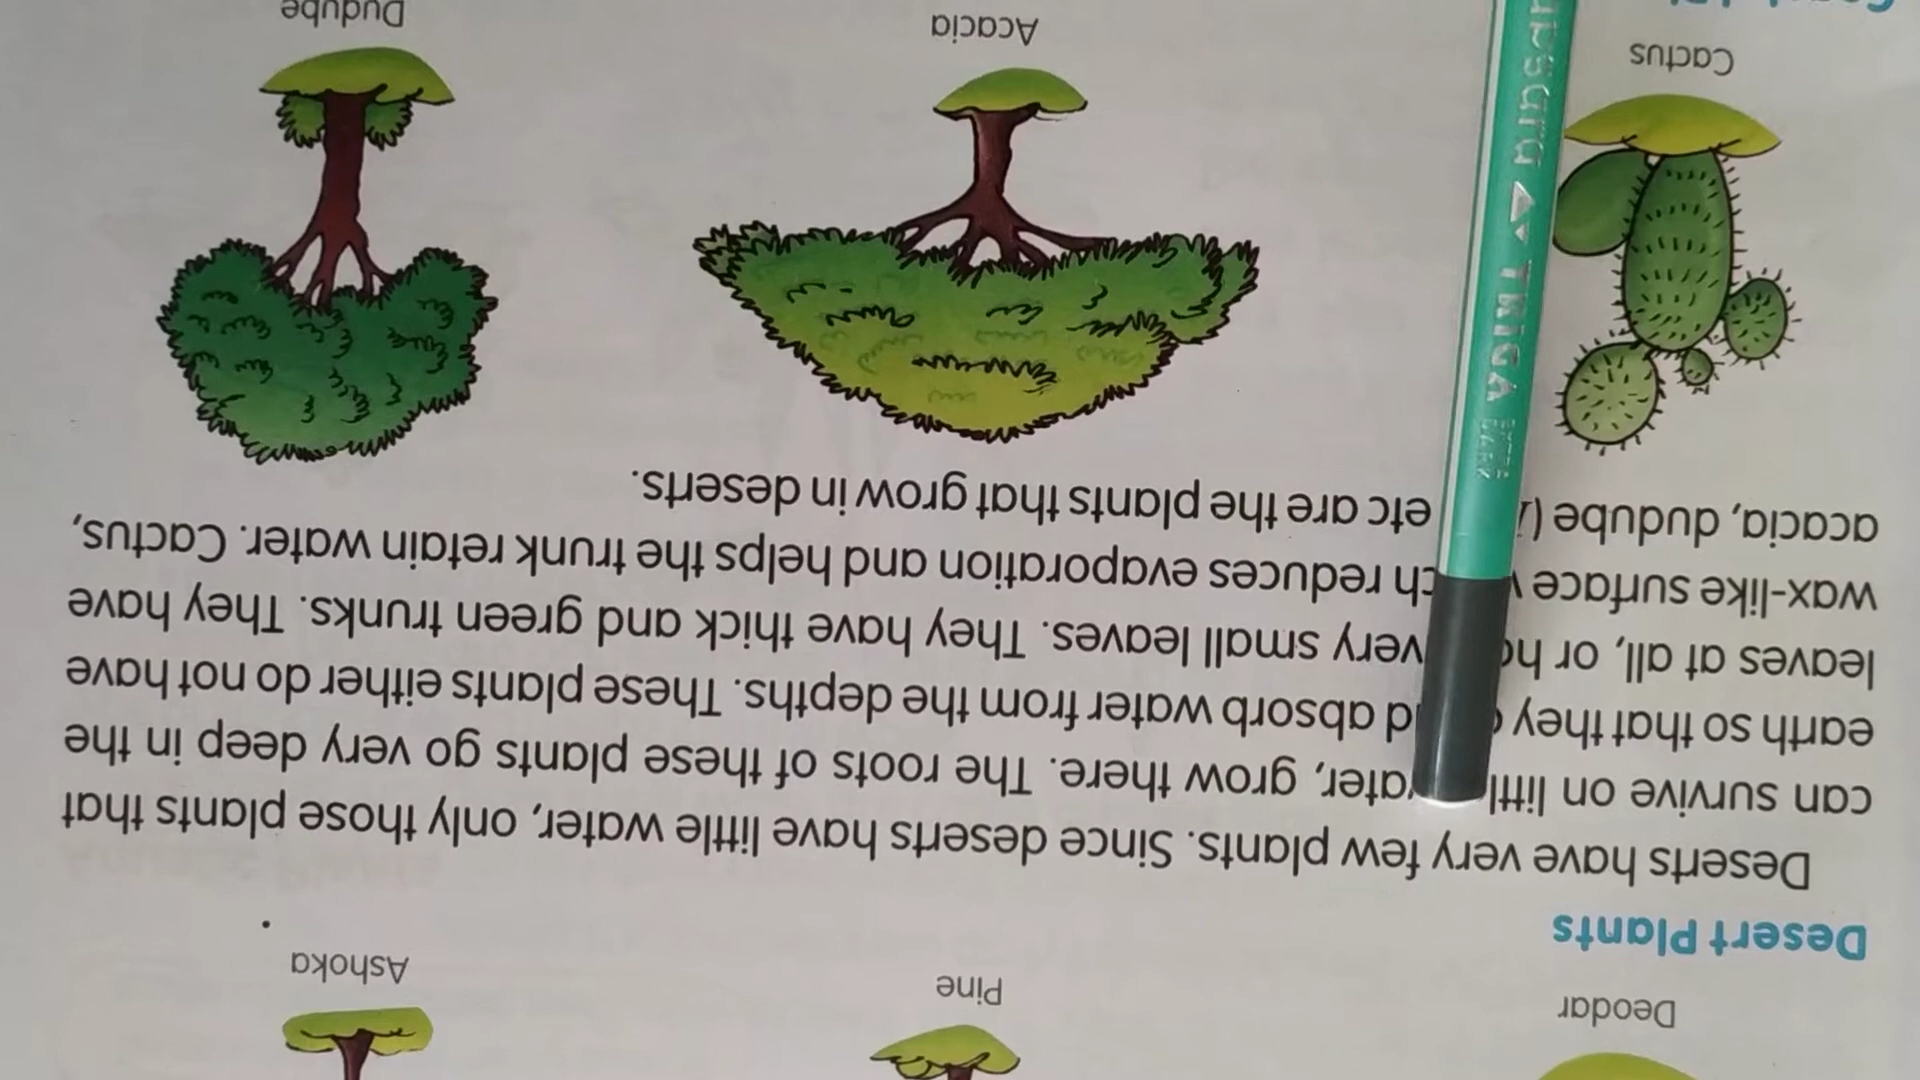 Deodar
Pine
Ashoka
Desert Plants
Deserts have very few plants. Since deserts have little water, only those plants that
can survive on littl ater, grow there. The roots of these plants go very deep in the
earth so that they d absorb water from the depths. These plants either do not have
leaves at all, or very small leaves. They have thick and green trunks. They have
wax-like surface ch reduces evaporation and helps the trunk retain water. Cactus,
acacia, dudube ( etc are the plants that grow in deserts.
Cactus
Acacia
Dudube
apsara TRIGA EXTRA DARK